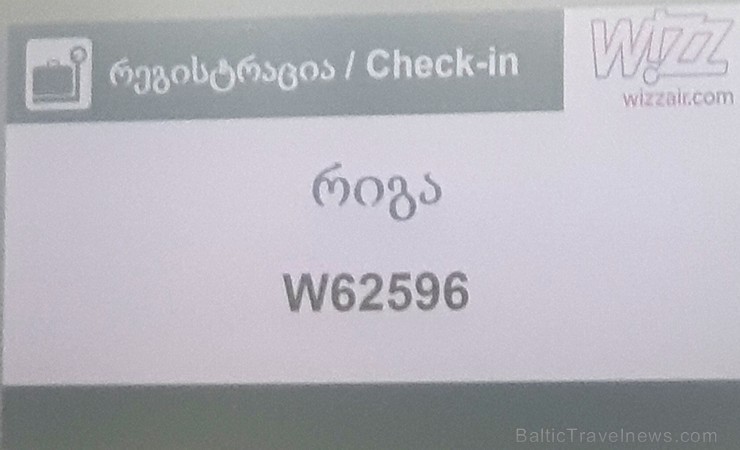 რეგისტრაცია / Check-in
WIZZ
wizzair.com
რიგა
W62596
BalticTravelnews.com